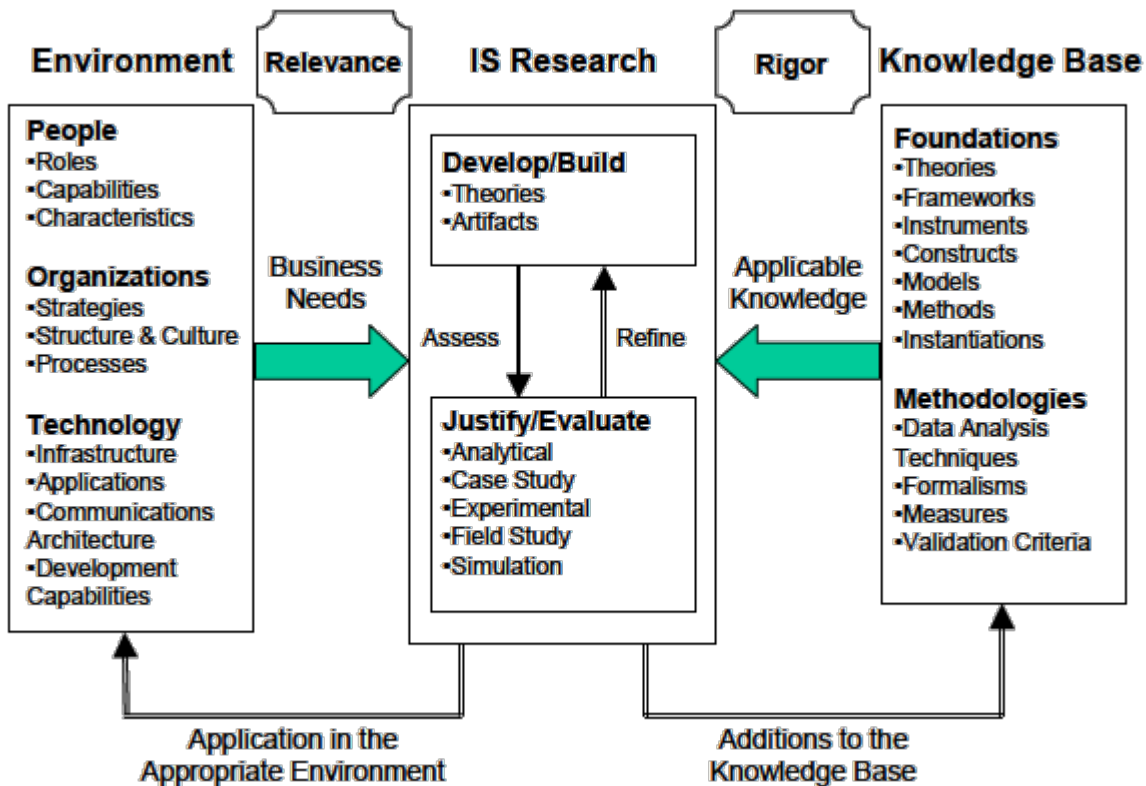 Environment
Relevance
IS Research
Rigor
Knowledge Base
People
▪Roles
▪Capabilities
▪Characteristics
Organizations
▪Strategies
▪Structure & Culture
▪Processes
Technology
▪Infrastructure
▪Applications
▪Communications
Architecture
▪Development
Capabilities
Business
Needs
Develop/Build
▪Theories
▪Artifacts
Assess
Refine
Justify/Evaluate
▪Analytical
▪Case Study
▪Experimental
▪Field Study
▪Simulation
Applicable
Knowledge
Foundations
▪Theories
▪Frameworks
▪Instruments
▪Constructs
▪Models
▪Methods
▪Instantiations
Methodologies
▪Data Analysis
Techniques
▪Formalisms
▪Measures
▪Validation Criteria
Application in the
Appropriate Environment
Additions to the
Knowledge Base